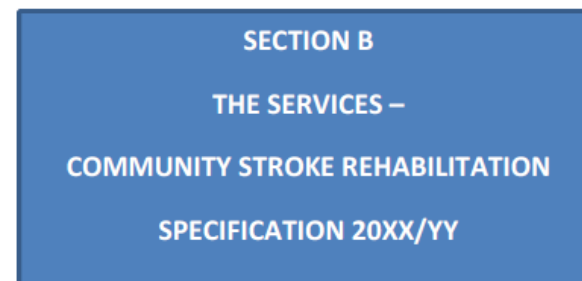 SECTION B
THE SERVICES –
COMMUNITY STROKE REHABILITATION
SPECIFICATION 20XX/YY